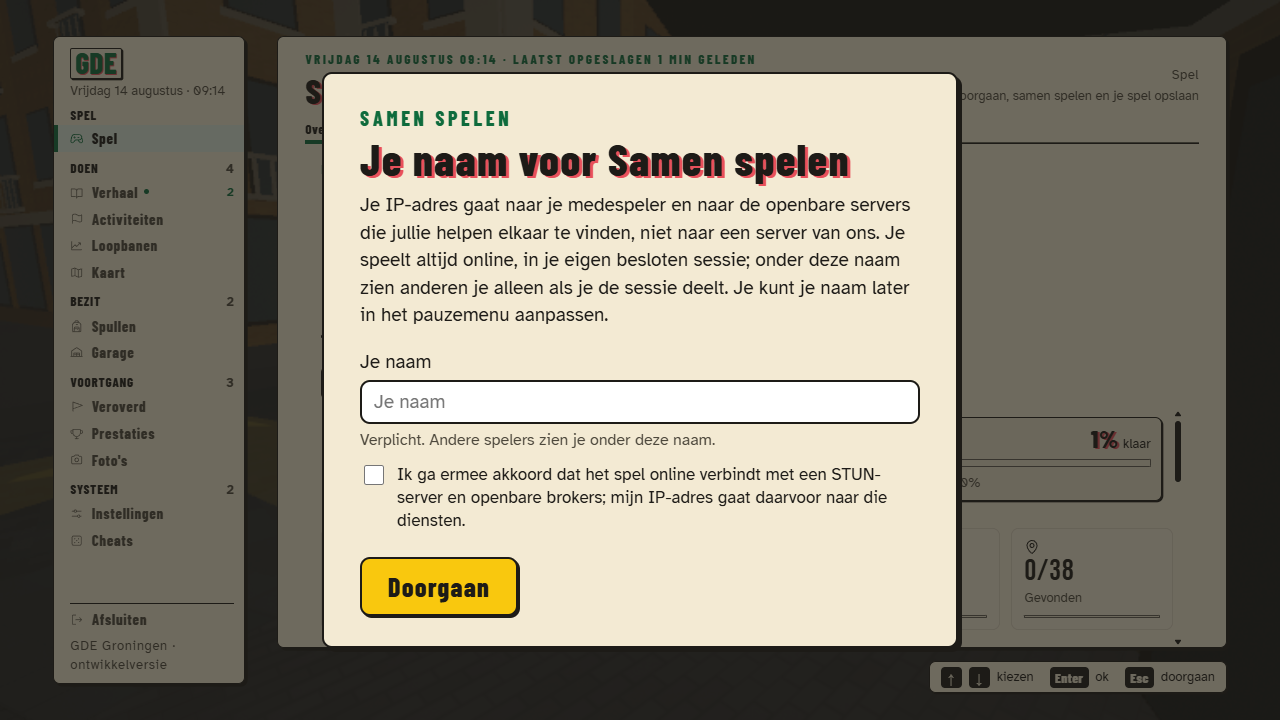 GDE
Vrijdag 14 augustus · 09:14
SPEL
Spel
DOEN 4
Verhaal 2
Activiteiten
Loopbanen
Kaart
BEZIT 2
Spullen
Garage
VOORTGANG 3
Veroverd
Prestaties
Foto's
SYSTEEM 2
Instellingen
Cheats
Afsluiten
GDE Groningen ·
ontwikkelversie
VRIJDAG 14 AUGUSTUS 09:14 · LAATST OPGESLAGEN 1 MIN GELEDEN
Spel
samen spelen en je spel opslaan
SAMEN SPELEN
Je naam voor Samen spelen
Je IP-adres gaat naar je medespeler en naar de openbare servers
die jullie helpen elkaar te vinden, niet naar een server van ons. Je
speelt altijd online, in je eigen besloten sessie; onder deze naam
zien anderen je alleen als je de sessie deelt. Je kunt je naam later
in het pauzemenu aanpassen.
Je naam
Je naam
Verplicht. Andere spelers zien je onder deze naam.
Ik ga ermee akkoord dat het spel online verbindt met een STUN-
server en openbare brokers; mijn IP-adres gaat daarvoor naar die
diensten.
Doorgaan
1% klaar
0/38
Gevonden
↑ ↓ kiezen Enter ok Esc doorgaan